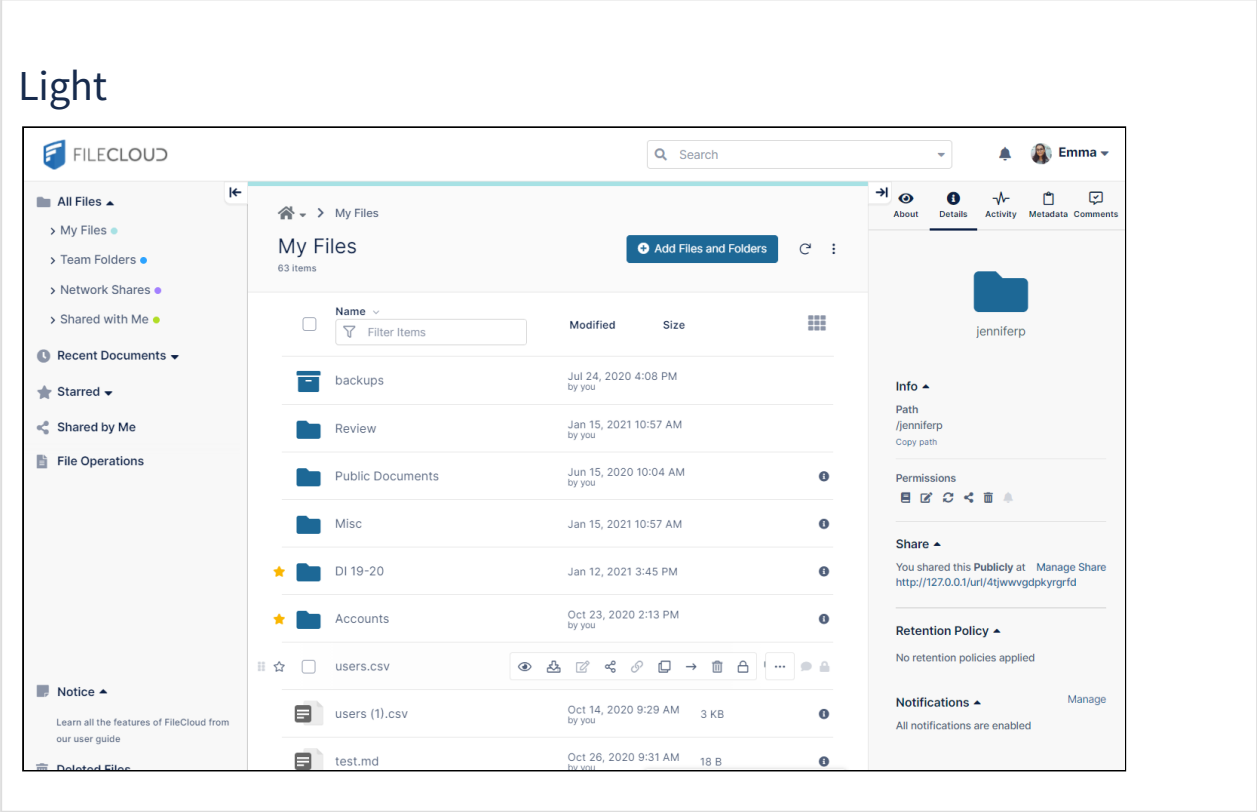 Light
FILECLOUD
Search
Emma
All Files
My Files
Team Folders
Network Shares
Shared with Me
Recent Documents
Starred
Shared by Me
File Operations
Notice
Learn all the features of FileCloud from
our user guide
Deleted Files
My Files
My Files
63 items
Add Files and Folders
Name
Filter Items
Modified
Size
backups
Jul 24, 2020 4:08 PM
by you
Review
Jan 15, 2021 10:57 AM
by you
Public Documents
Jun 15, 2020 10:04 AM
by you
Misc
Jan 15, 2021 10:57 AM
DI 19-20
Jan 12, 2021 3:45 PM
Accounts
Oct 23, 2020 2:13 PM
by you
users.csv
users (1).csv
Oct 14, 2020 9:29 AM
by you
3 KB
test.md
Oct 26, 2020 9:31 AM
by you
18 B
About
Details
Activity
Metadata
Comments
jenniferp
Info
Path
/jenniferp
Copy path
Permissions
Share
You shared this Publicly at Manage Share
http://127.0.0.1/url/4tjwwvgdpkyrgrfd
Retention Policy
No retention policies applied
Notifications
Manage
All notifications are enabled